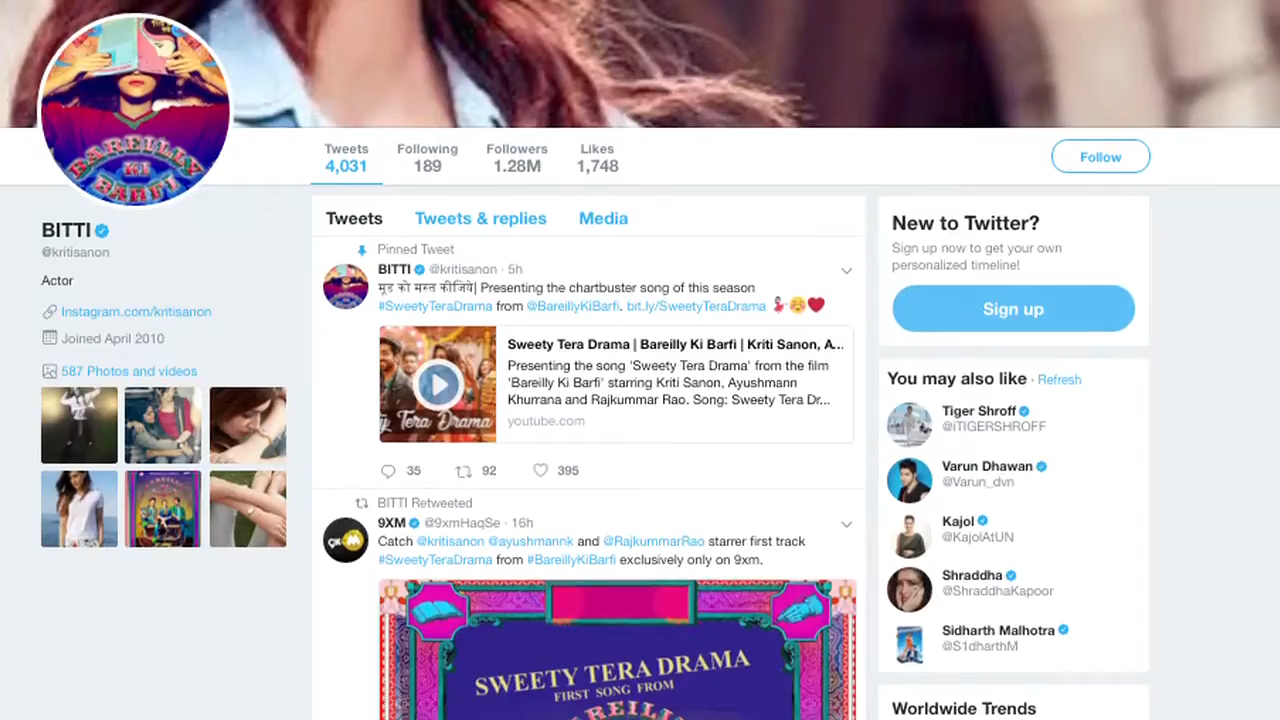 BAREILLY
KI
BARFI
Tweets
4,031
Following
189
Followers
1.28M
Likes
1,748
Follow
BITTI
@kritisanon
Actor
Instagram.com/kritisanon
Joined April 2010
587 Photos and videos
Tweets
Tweets & replies
Media
Pinned Tweet
BITTI @kritisanon · 5h
मूड को मस्त कीजिये| Presenting the chartbuster song of this season
#SweetyTeraDrama from @BareillyKiBarfi. bit.ly/SweetyTeraDrama
y Tera Drama
Sweety Tera Drama | Bareilly Ki Barfi | Kriti Sanon, A...
Presenting the song 'Sweety Tera Drama' from the film
'Bareilly Ki Barfi' starring Kriti Sanon, Ayushmann
Khurrana and Rajkummar Rao. Song: Sweety Tera Dr...
youtube.com
35
92
395
BITTI Retweeted
9XM @9xmHaqSe · 16h
Catch @kritisanon @ayushmannk and @RajkummarRao starrer first track
#SweetyTeraDrama from #BareillyKiBarfi exclusively only on 9xm.
SWEETY TERA DRAMA
FIRST SONG FROM
BAREILLY
New to Twitter?
Sign up now to get your own
personalized timeline!
Sign up
You may also like · Refresh
Tiger Shroff
@iTIGERSHROFF
Varun Dhawan
@Varun_dvn
Kajol
@KajolAtUN
Shraddha
@ShraddhaKapoor
Sidharth Malhotra
@S1dharthM
Worldwide Trends